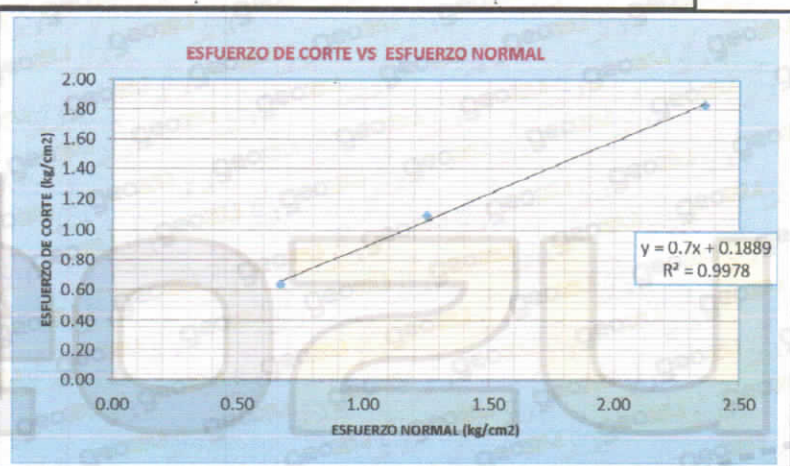 ESFUERZO DE CORTE VS ESFUERZO NORMAL
2.00
1.80
1.60
1.40
1.20
1.00
0.80
0.60
0.40
0.20
0.00
ESFUERZO DE CORTE (kg/cm2)
y = 0.7x + 0.1889
R² = 0.9978
0.00 0.50 1.00 1.50 2.00 2.50
ESFUERZO NORMAL (kg/cm2)